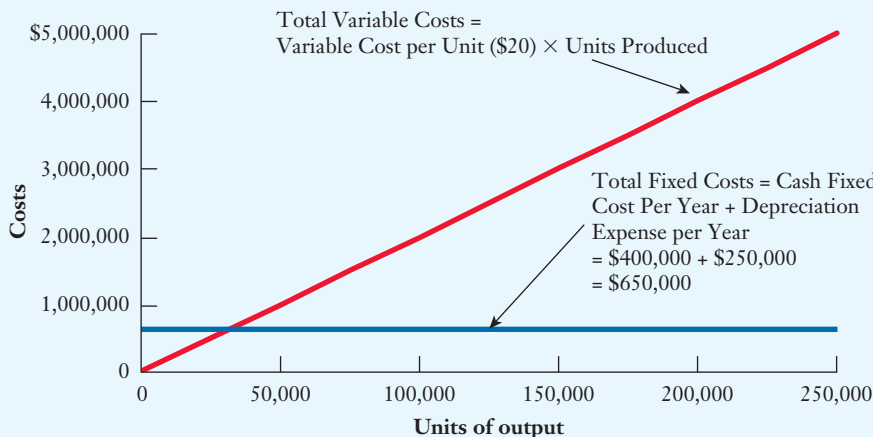 Total Variable Costs =
Variable Cost per Unit ($20) × Units Produced
$5,000,000
4,000,000
3,000,000
2,000,000
1,000,000
0
Costs
Total Fixed Costs = Cash Fixed
Cost Per Year + Depreciation
Expense per Year
= $400,000 + $250,000
= $650,000
0
50,000
100,000
150,000
200,000
250,000
Units of output